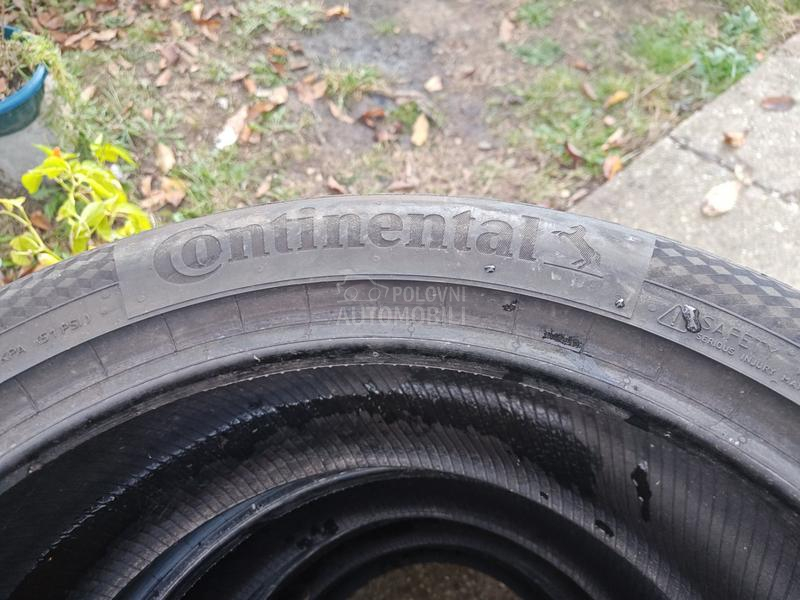 Continental
POLOVNI
AUTOMOBILI
KPA (51 PSI)
SAFETY
SERIOUS INJURY